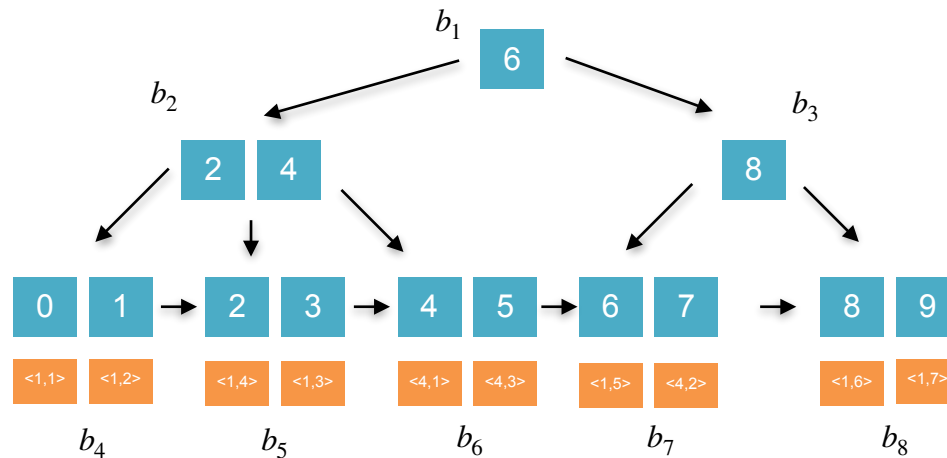 b1
6
b2
b3
2 4
8
0 1 2 3 4 5 6 7 8 9
<1,1> <1,2> <1,4> <1,3> <4,1> <4,3> <1,5> <4,2> <1,6> <1,7>
b4 b5 b6 b7 b8